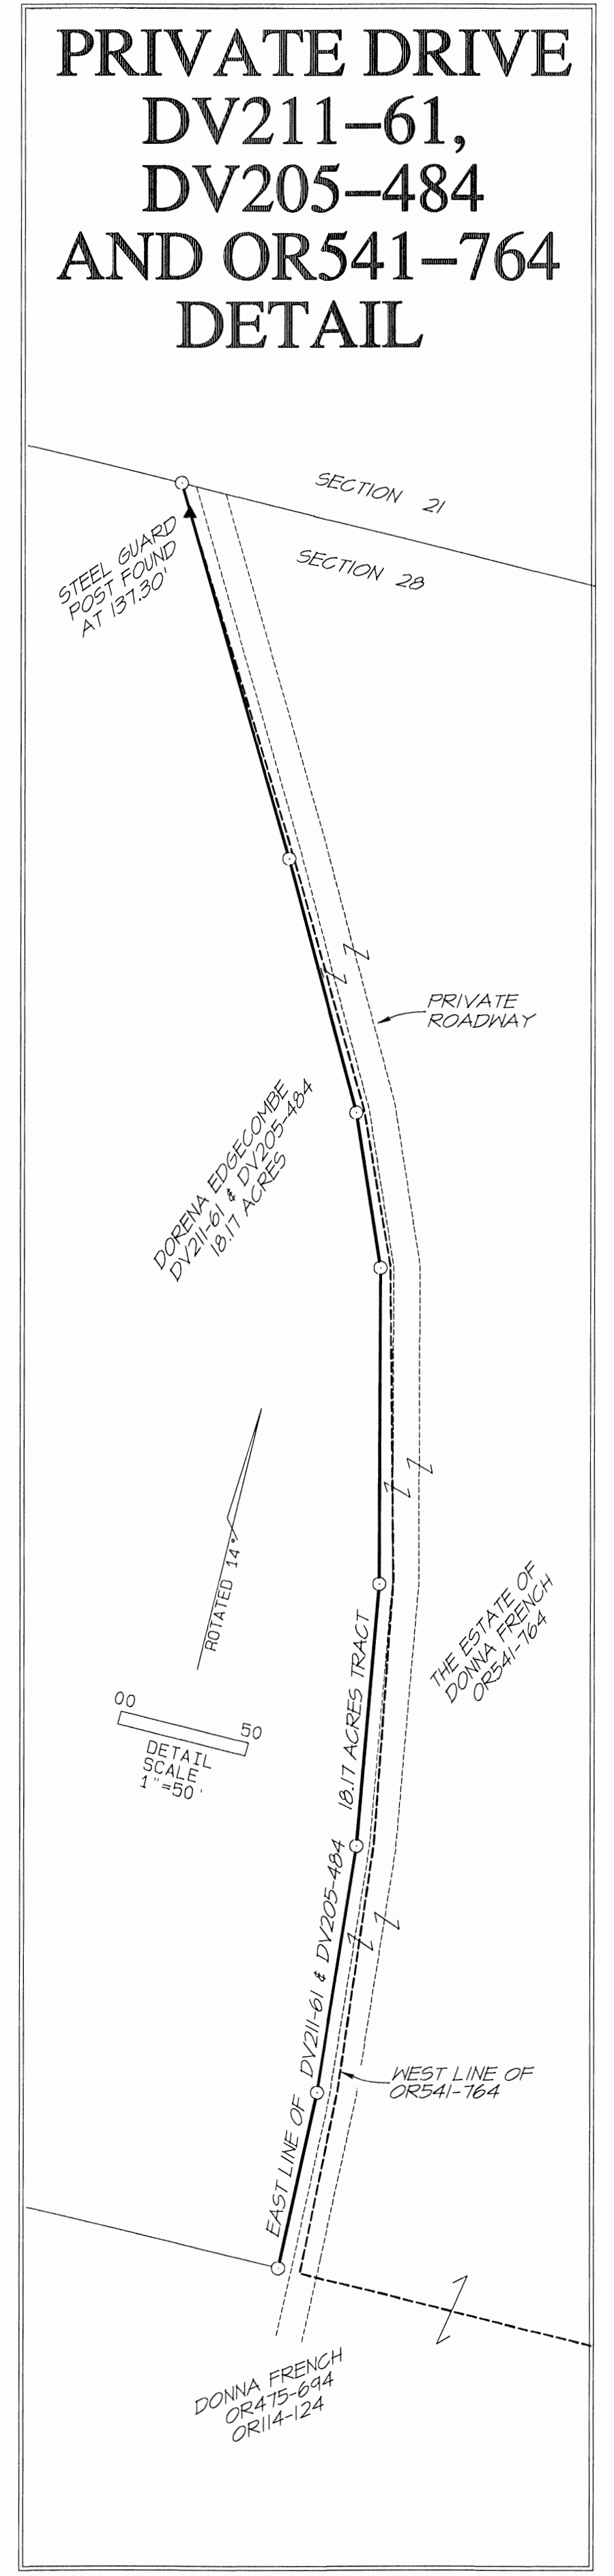 PRIVATE DRIVE
DV211–61,
DV205–484
AND OR541–764
DETAIL
SECTION 21
SECTION 28
STEEL GUARD
POST FOUND
AT 137.30'
PRIVATE
ROADWAY
DORENA EDGECOMBE
DV211-61 & DV205-484
18.17 ACRES
ROTATED 14°
THE ESTATE OF
DONNA FRENCH
OR541-764
00 50
DETAIL
SCALE
1"=50'
EAST LINE OF DV211-61 & DV205-484 18.17 ACRES TRACT
WEST LINE OF
OR541-764
DONNA FRENCH
OR475-694
OR114-124